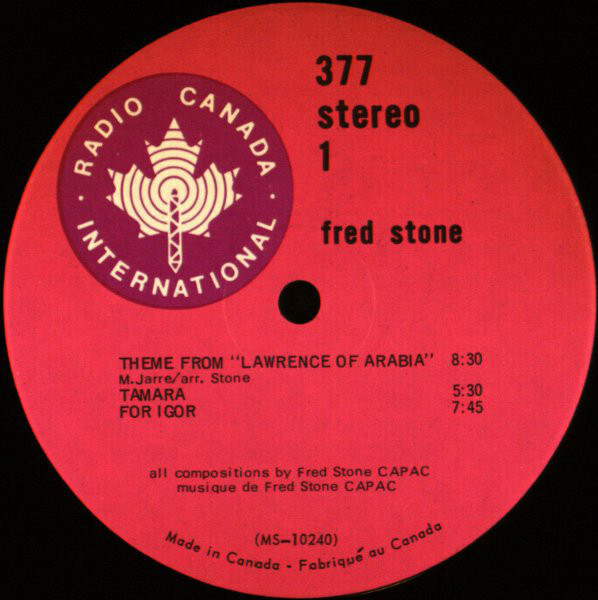 RADIO CANADA
INTERNATIONAL
377
stereo
1
fred stone
THEME FROM "LAWRENCE OF ARABIA" 8:30
M.Jarre/arr. Stone
TAMARA 5:30
FOR IGOR 7:45
all compositions by Fred Stone CAPAC
musique de Fred Stone CAPAC
(MS-10240)
Made in Canada - Fabriqué au Canada